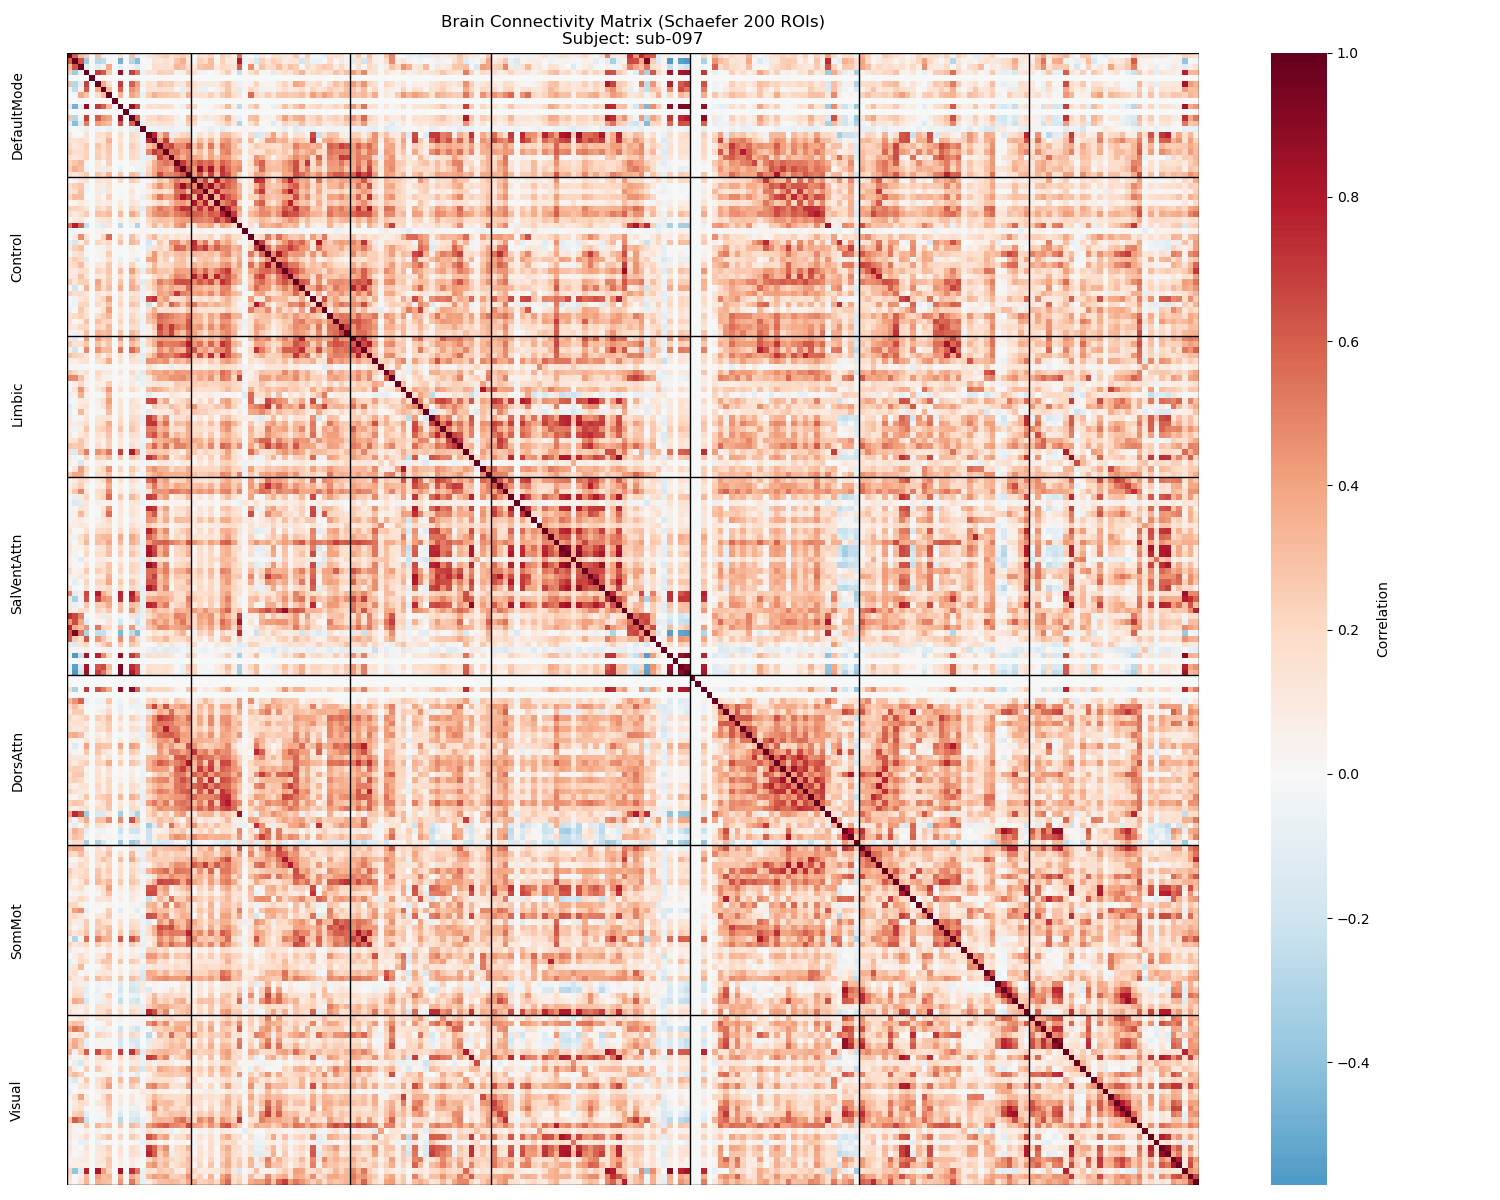 Brain Connectivity Matrix (Schaefer 200 ROIs)
Subject: sub-097
DefaultMode
Control
Limbic
SalVentAttn
DorsAttn
SomMot
Visual
1.0
0.8
0.6
0.4
0.2
0.0
−0.2
−0.4
Correlation